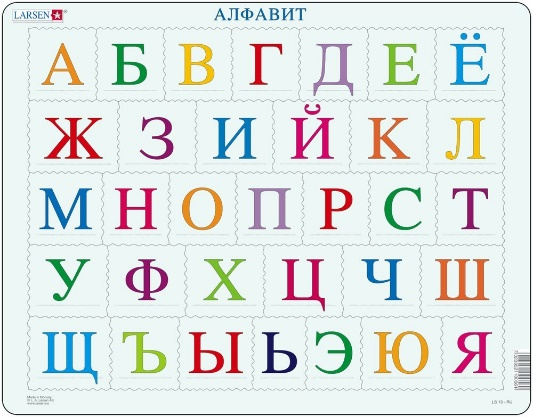 LARSEN
АЛФАВИТ
А Б В Г Д Е Ё
Ж З И Й К Л
М Н О П Р С Т
У Ф Х Ц Ч Ш
Щ Ъ Ы Ь Э Ю Я